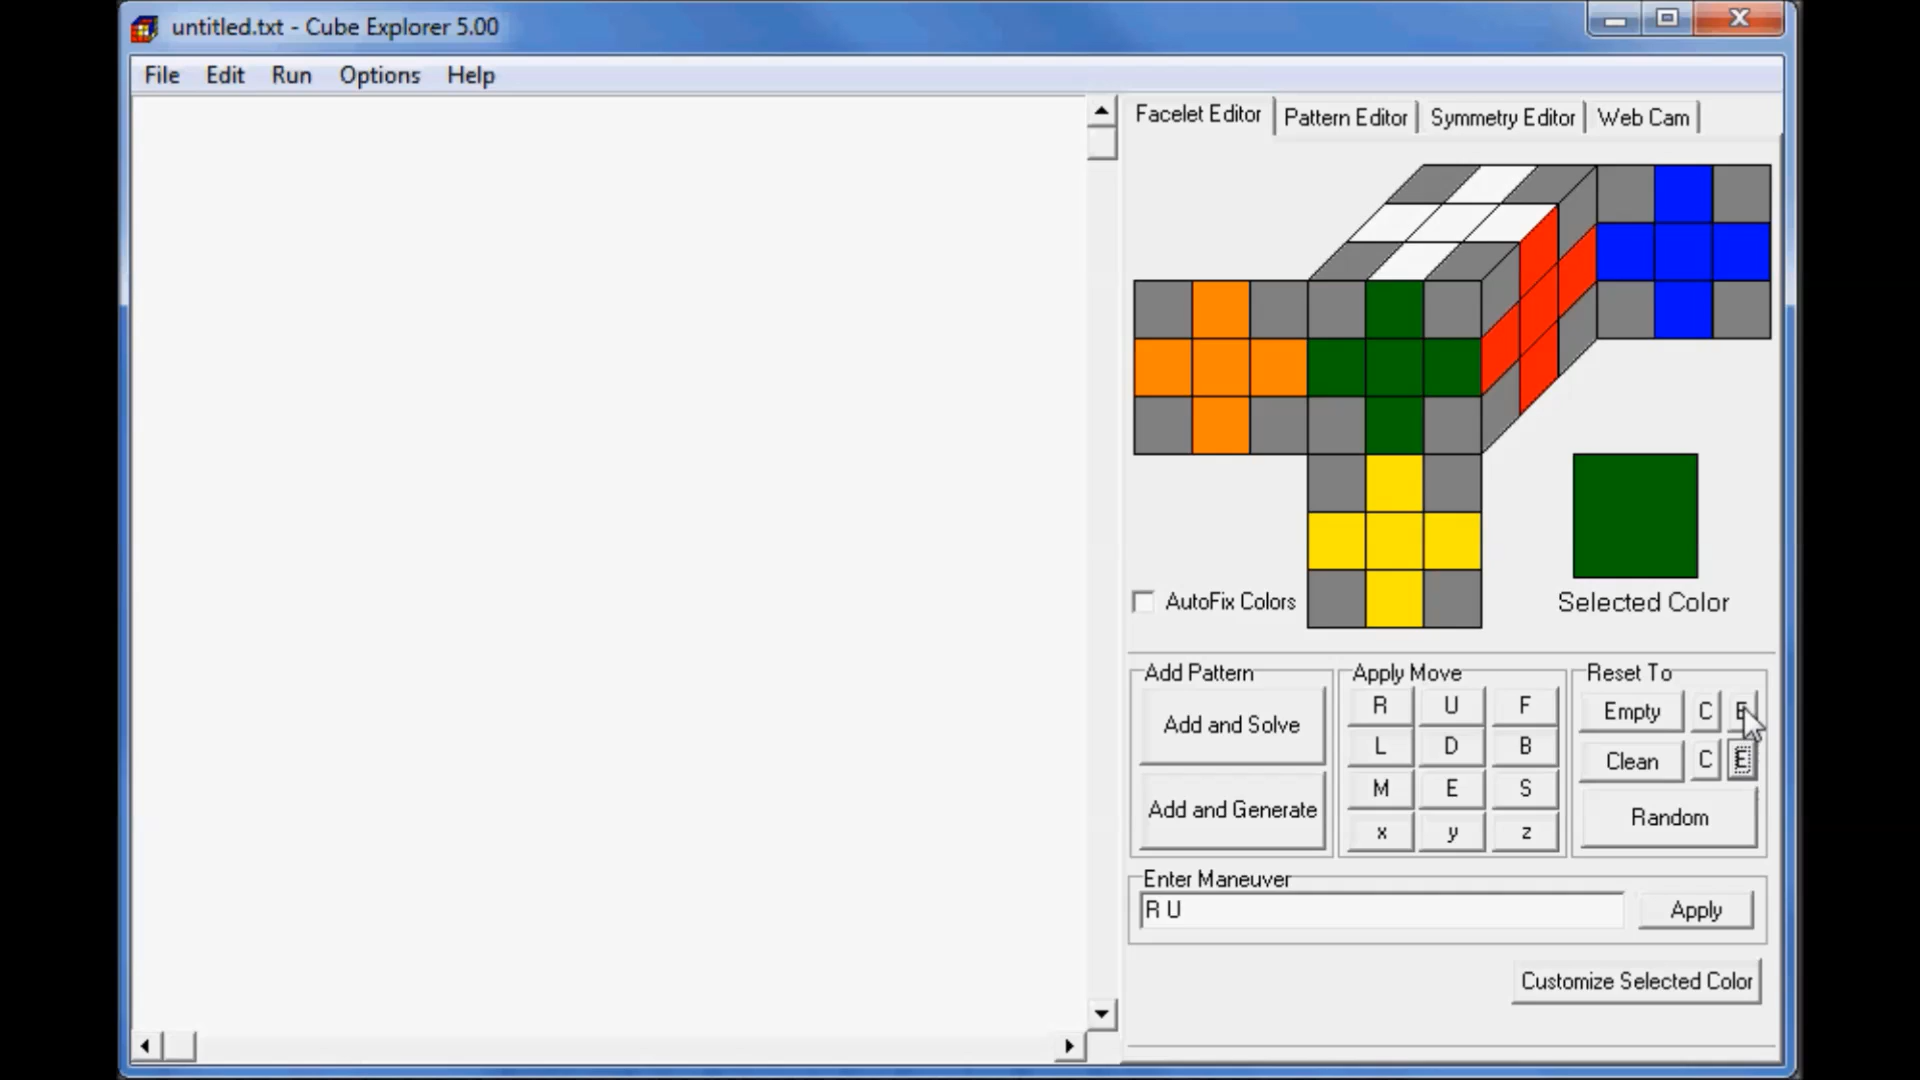 untitled.txt - Cube Explorer 5.00
File Edit Run Options Help
Facelet Editor Pattern Editor Symmetry Editor Web Cam
AutoFix Colors
Selected Color
Add Pattern Apply Move Reset To
Add and Solve
Add and Generate
R U F
L D B
M E S
x y z
Empty C E
Clean C E
Random
Enter Maneuver
R U
Apply
Customize Selected Color